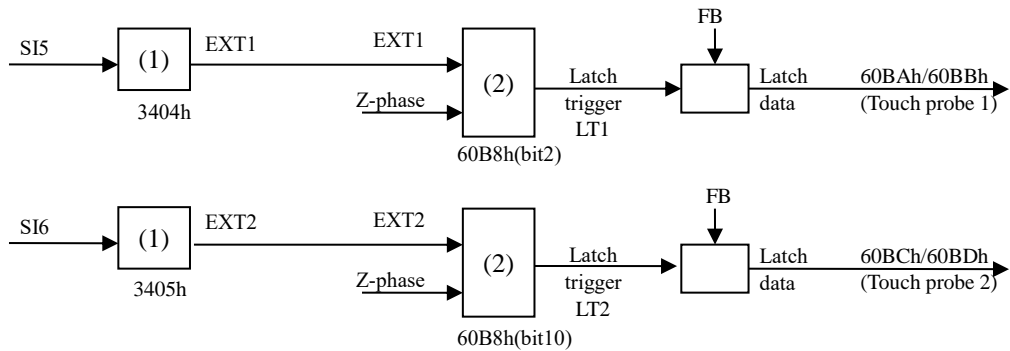 FB
SI5
(1)
EXT1
EXT1
(2)
Latch
trigger
LT1
Latch
data
60BAh/60BBh
(Touch probe 1)
Z-phase
3404h
60B8h(bit2)
FB
SI6
(1)
EXT2
EXT2
(2)
Latch
trigger
LT2
Latch
data
60BCh/60BDh
(Touch probe 2)
Z-phase
3405h
60B8h(bit10)